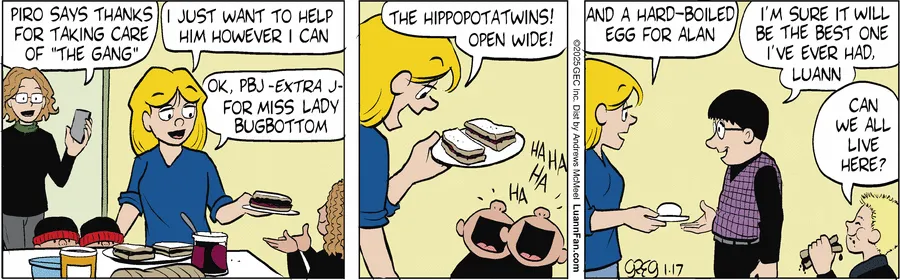 PIRO SAYS THANKS
FOR TAKING CARE
OF "THE GANG"
I JUST WANT TO HELP
HIM HOWEVER I CAN
OK, PBJ -EXTRA J-
FOR MISS LADY
BUGBOTTOM
THE HIPPOPOTATWINS!
OPEN WIDE!
HA
HA
HA
HA
©2025 GEC Inc. Dist by Andrews McMeel LuannFan.com
AND A HARD-BOILED
EGG FOR ALAN
I'M SURE IT WILL
BE THE BEST ONE
I'VE EVER HAD,
LUANN
CAN
WE ALL
LIVE
HERE?
GREG 1·17